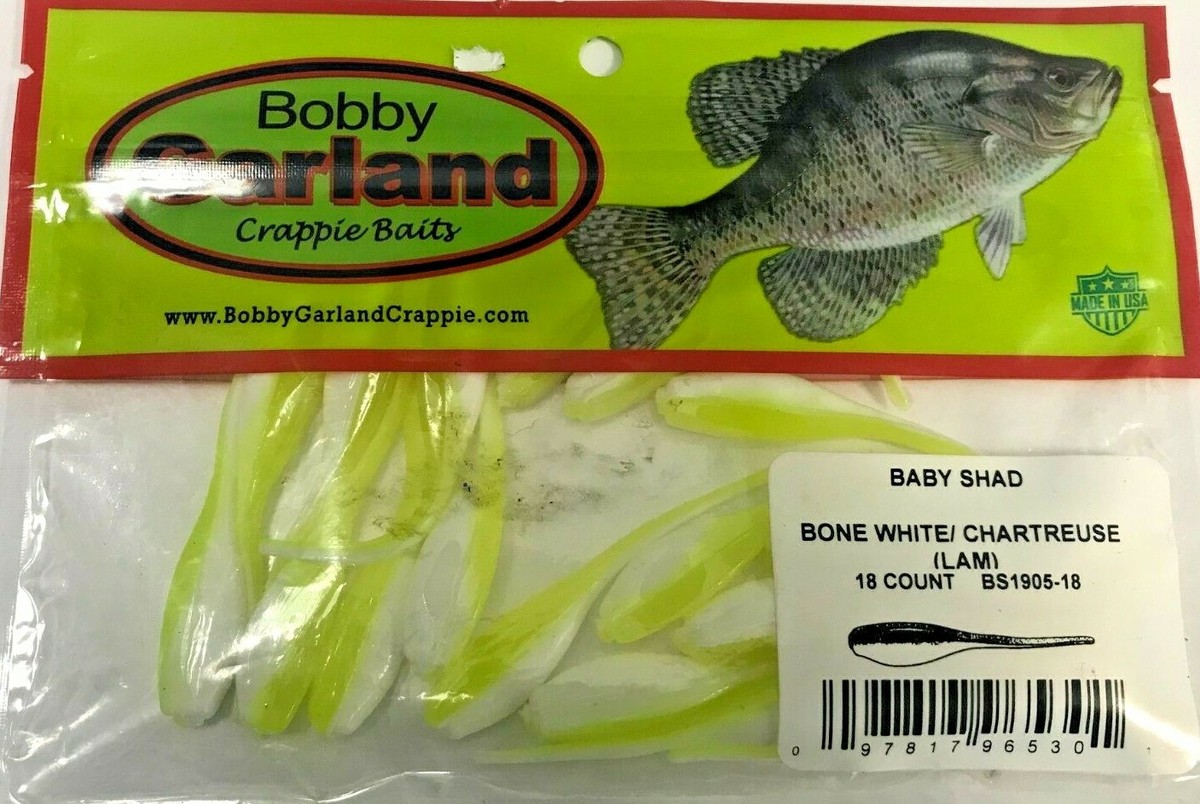 Bobby
Garland
Crappie Baits
www.BobbyGarlandCrappie.com
MADE IN USA
BABY SHAD
BONE WHITE/ CHARTREUSE
(LAM)
18 COUNT BS1905-18
0 97817 96530 1